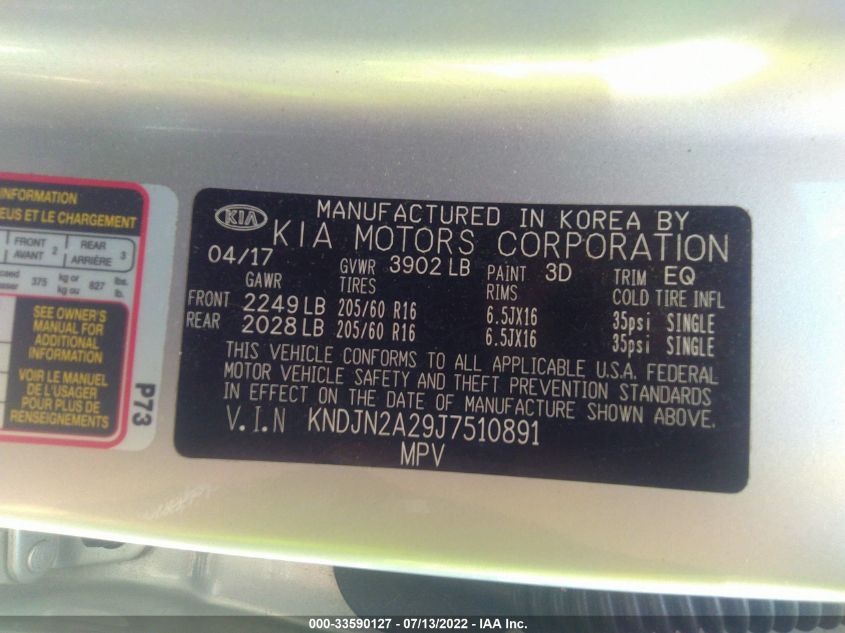 INFORMATION
EUS ET LE CHARGEMENT
FRONT 2 REAR 3
AVANT ARRIÈRE
375 kg or 827 lbs.
kg ou lb.
SEE OWNER'S
MANUAL FOR
ADDITIONAL
INFORMATION
VOIR LE MANUEL
DE L'USAGER
POUR PLUS DE
RENSEIGNEMENTS
P73
KIA
MANUFACTURED IN KOREA BY
KIA MOTORS CORPORATION
04/17 GVWR 3902 LB PAINT 3D TRIM EQ
GAWR TIRES RIMS COLD TIRE INFL
FRONT 2249 LB 205/60 R16 6.5JX16 35psi SINGLE
REAR 2028 LB 205/60 R16 6.5JX16 35psi SINGLE
THIS VEHICLE CONFORMS TO ALL APPLICABLE U.S.A. FEDERAL
MOTOR VEHICLE SAFETY AND THEFT PREVENTION STANDARDS
IN EFFECT ON THE DATE OF MANUFACTURE SHOWN ABOVE.
V.I.N KNDJN2A29J7510891
MPV
000-33590127 - 07/13/2022 - IAA Inc.